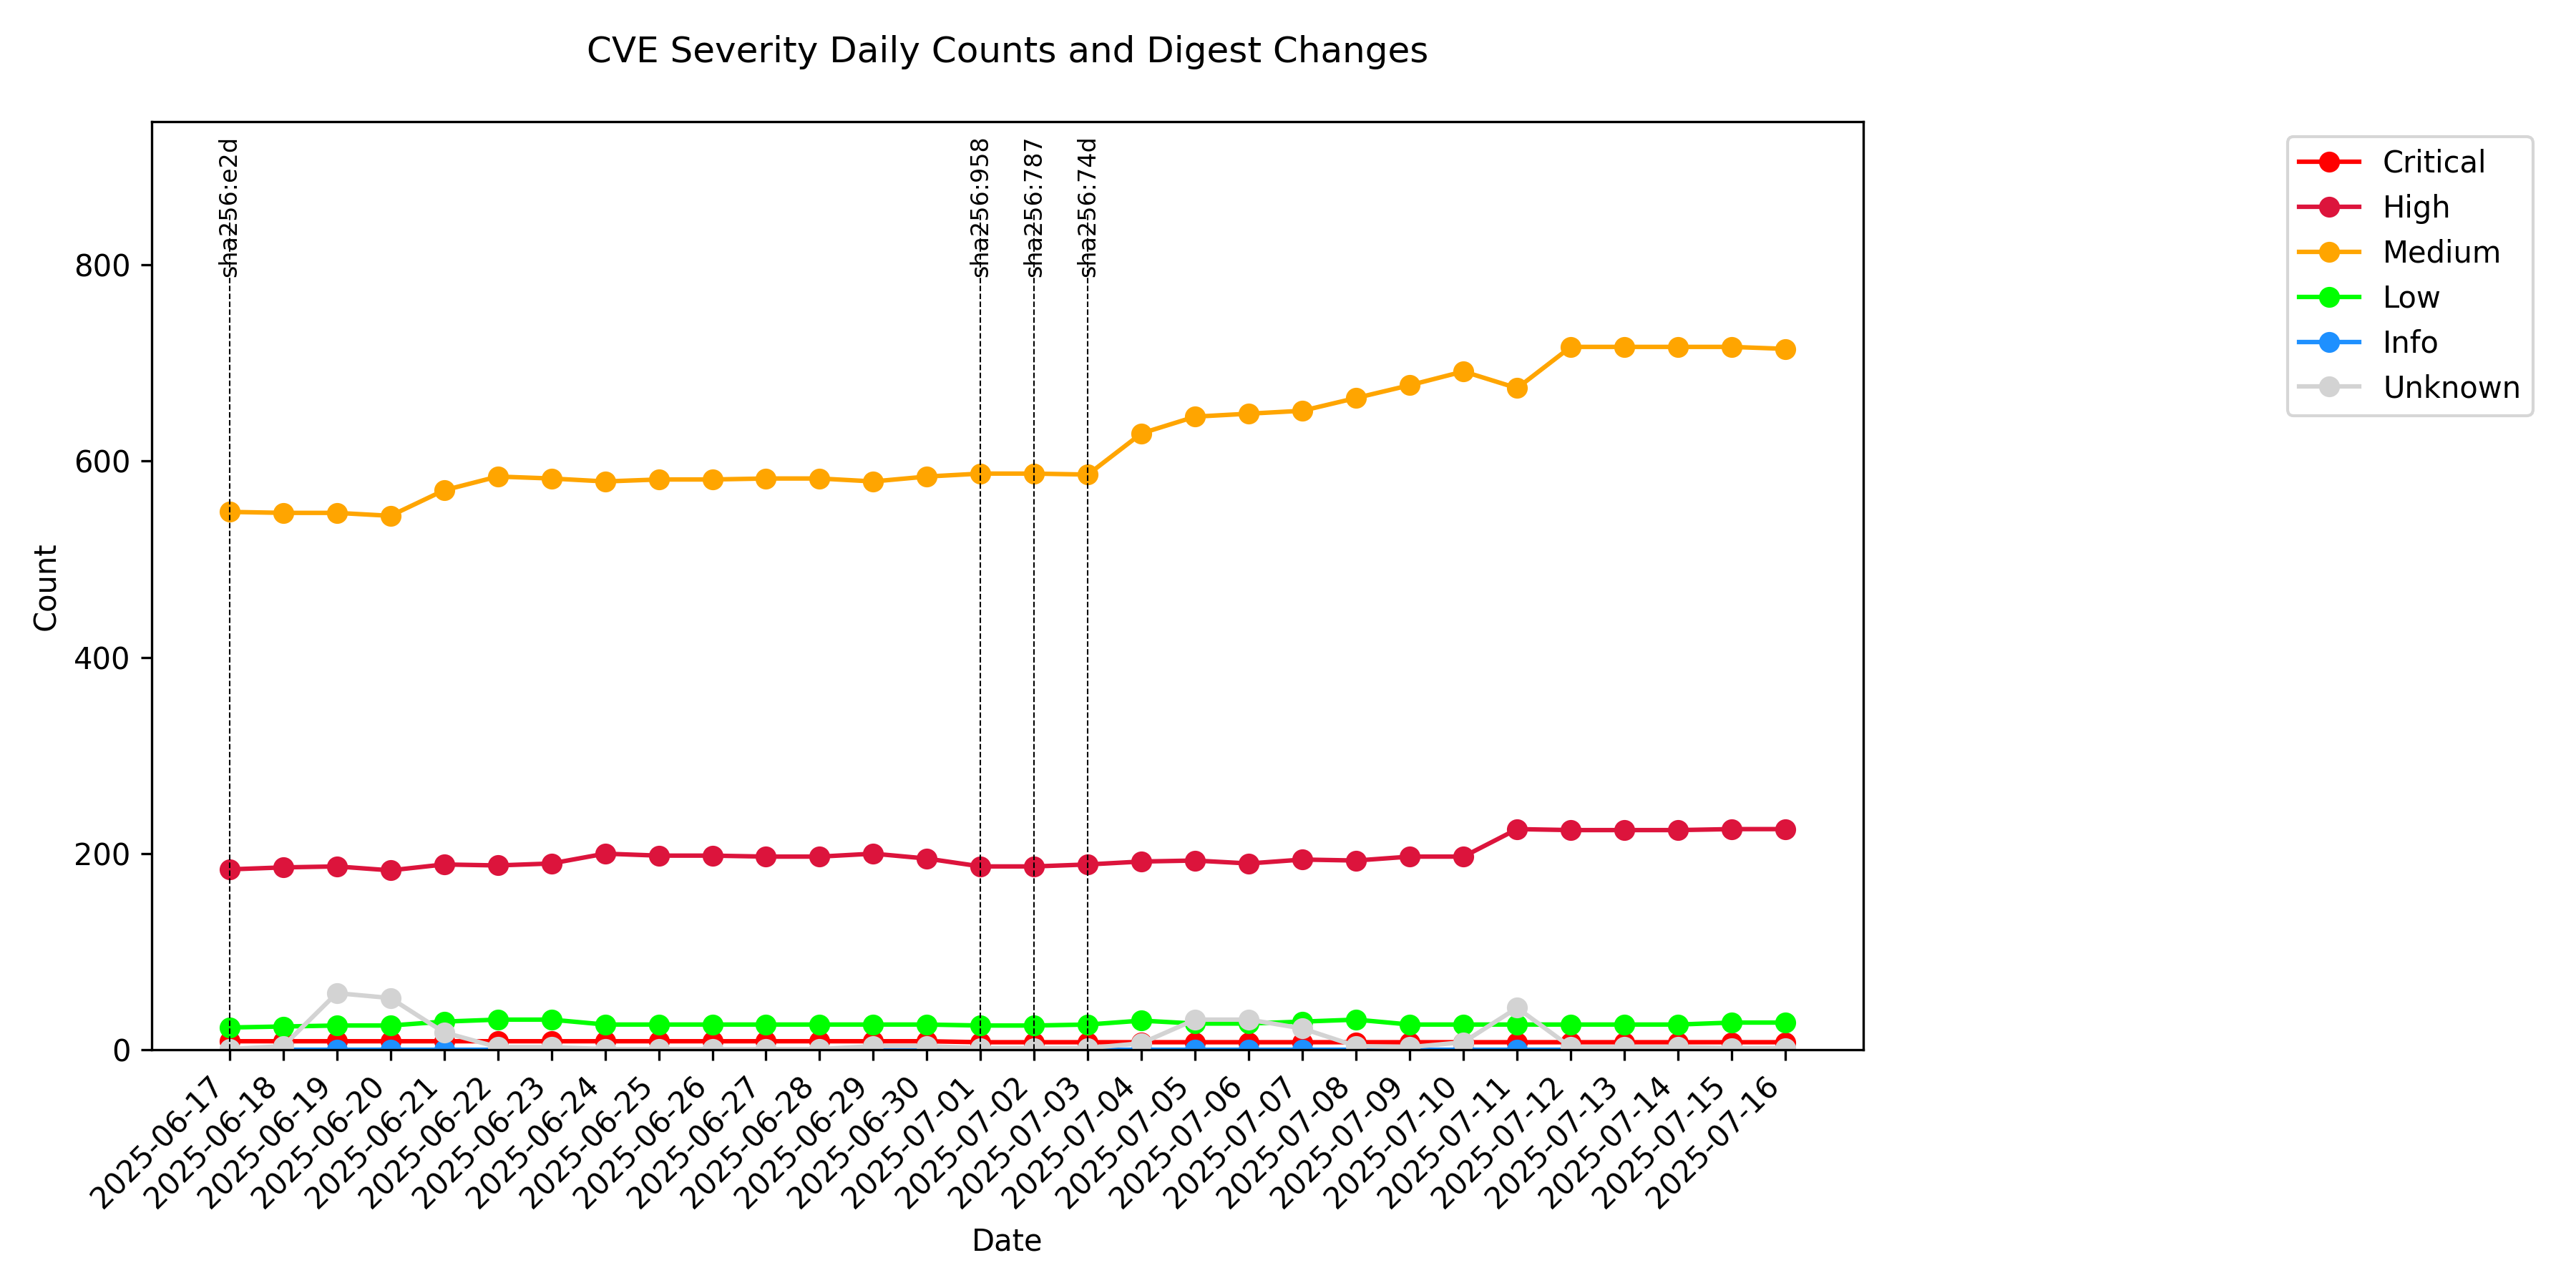 CVE Severity Daily Counts and Digest Changes
sha256:e2d
sha256:958
sha256:787
sha256:74d
Critical
High
Medium
Low
Info
Unknown
800
600
400
200
0
Count
2025-06-17
2025-06-18
2025-06-19
2025-06-20
2025-06-21
2025-06-22
2025-06-23
2025-06-24
2025-06-25
2025-06-26
2025-06-27
2025-06-28
2025-06-29
2025-06-30
2025-07-01
2025-07-02
2025-07-03
2025-07-04
2025-07-05
2025-07-06
2025-07-07
2025-07-08
2025-07-09
2025-07-10
2025-07-11
2025-07-12
2025-07-13
2025-07-14
2025-07-15
2025-07-16
Date